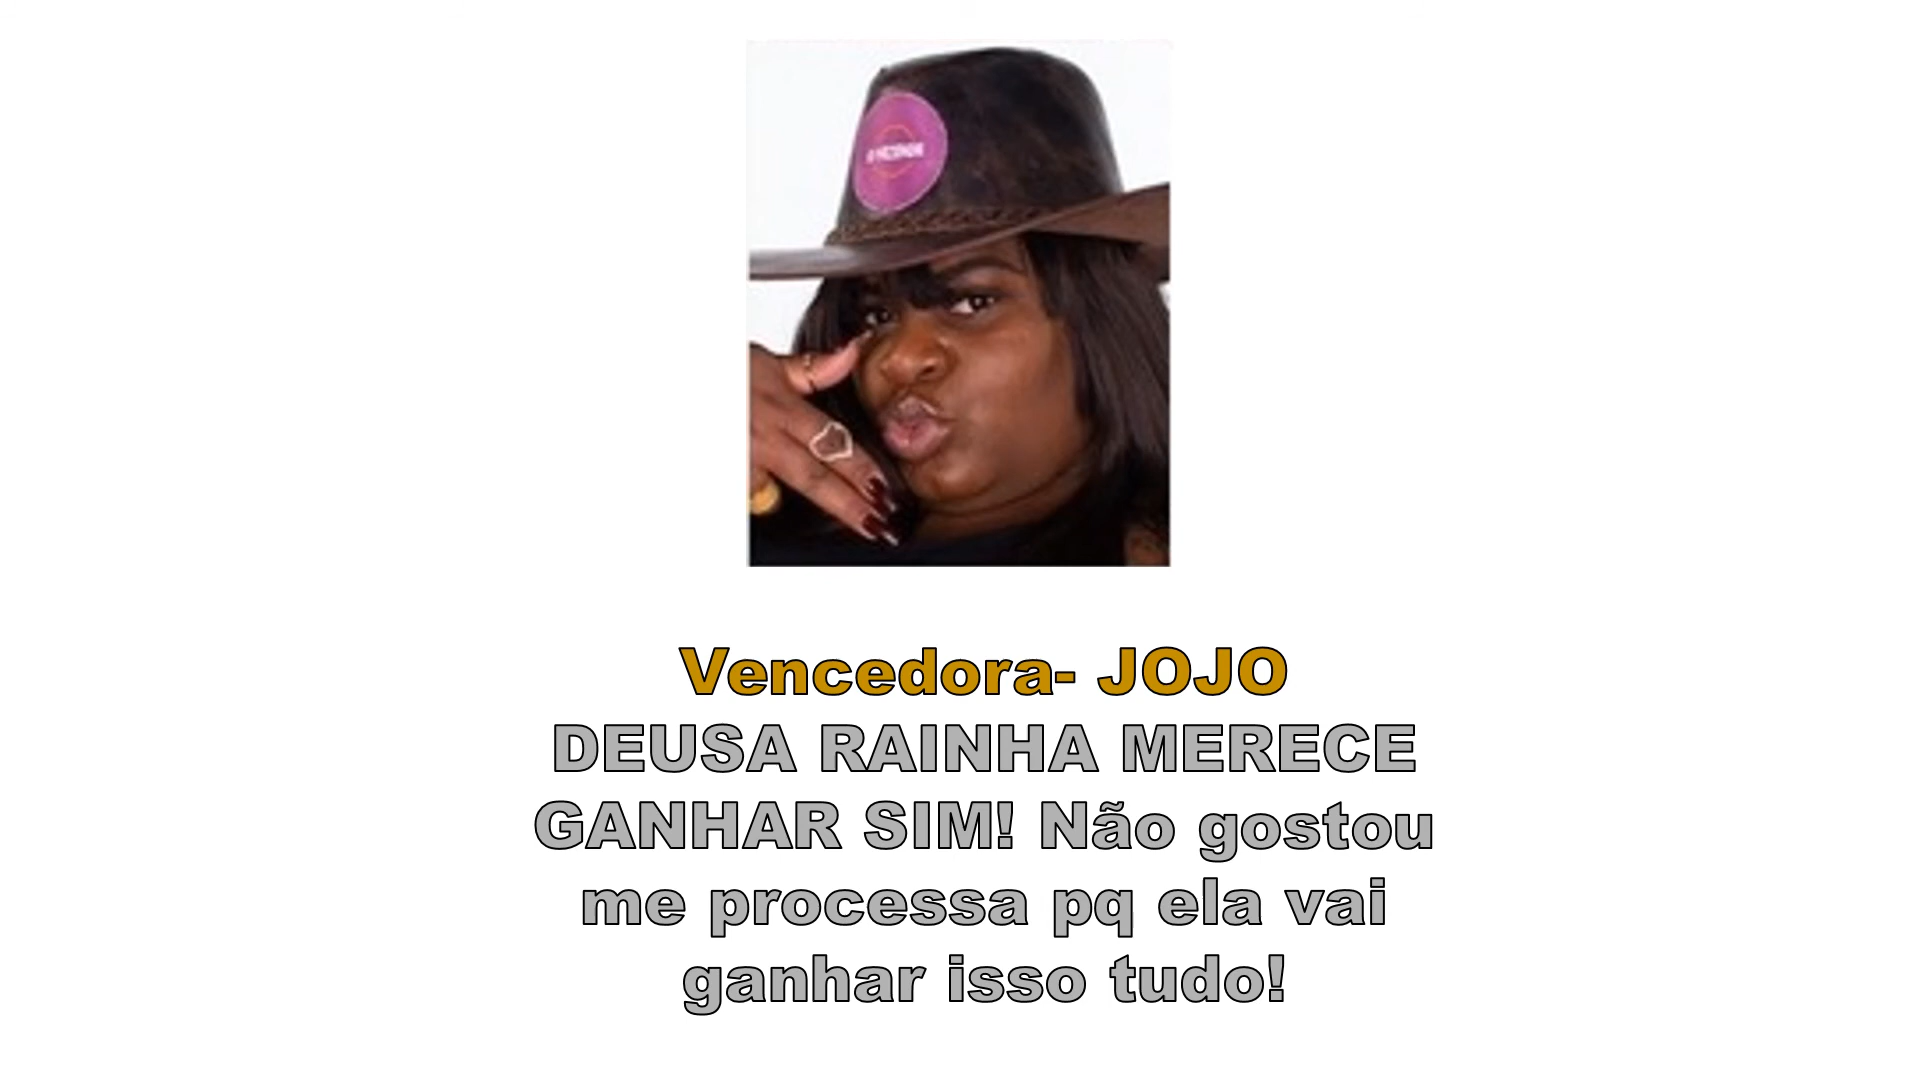 Vencedora- JOJO
DEUSA RAINHA MERECE
GANHAR SIM! Não gostou
me processa pq ela vai
ganhar isso tudo!